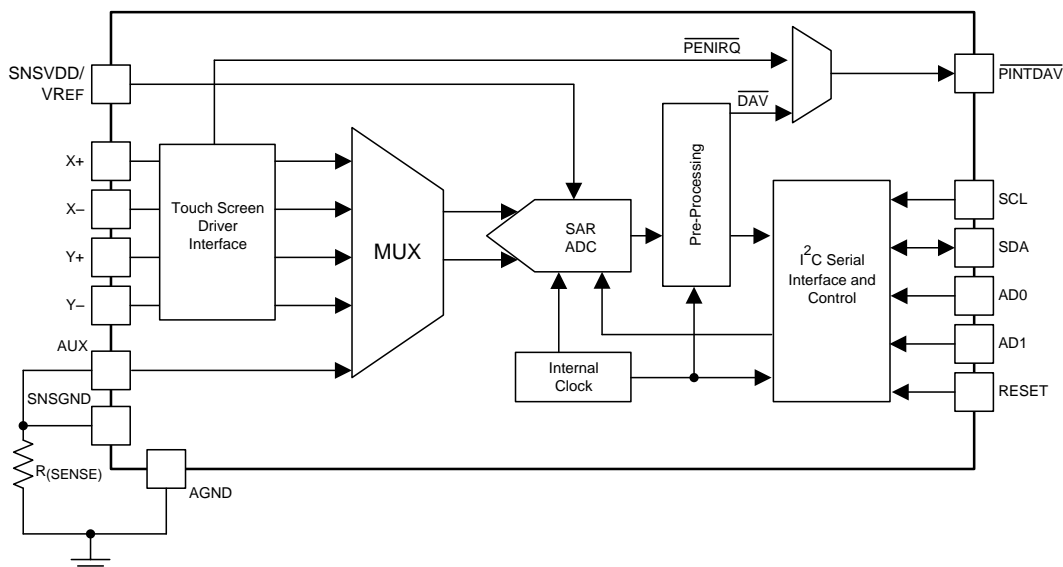 PENIRQ
SNSVDD/
VREF
PINTDAV
DAV
X+
X–
Y+
Y–
Touch Screen
Driver
Interface
MUX
SAR
ADC
Pre-Processing
I2C Serial
Interface and
Control
SCL
SDA
AD0
AD1
RESET
AUX
Internal
Clock
SNSGND
R(SENSE)
AGND